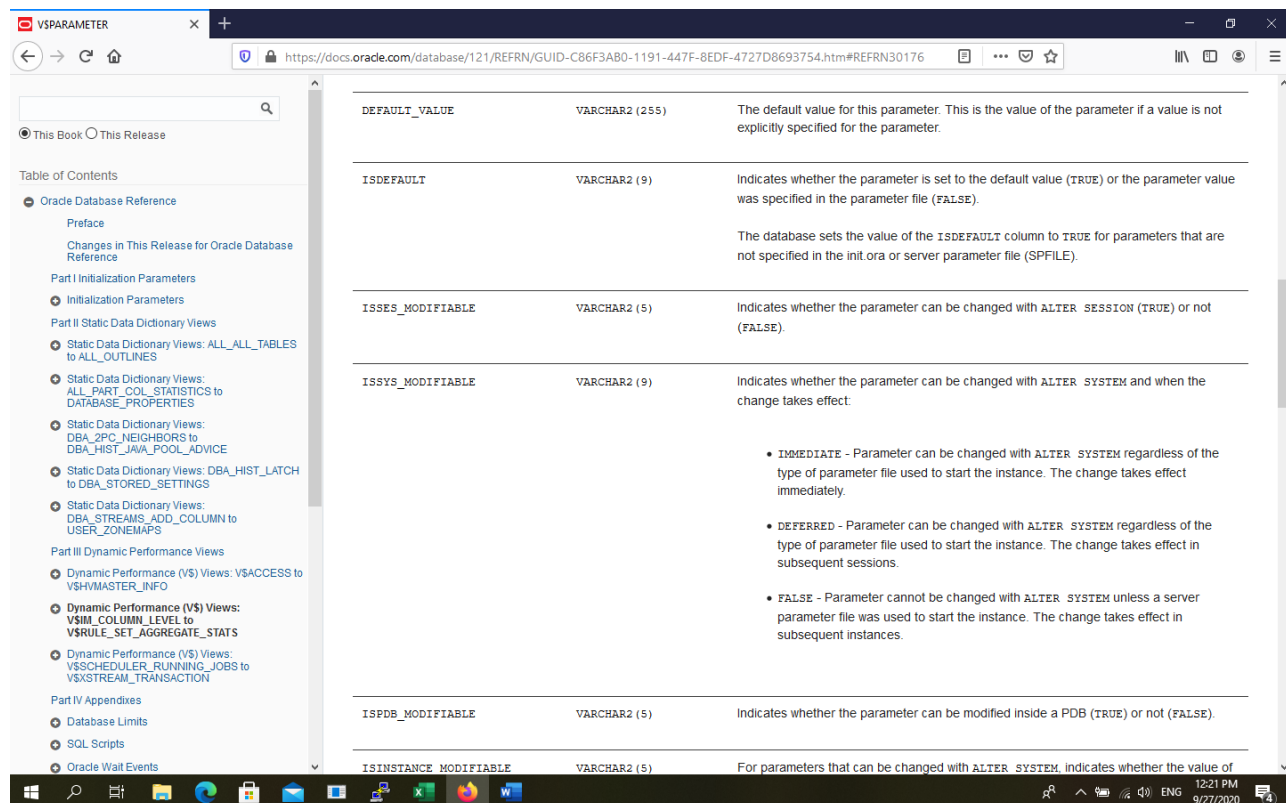 V$PARAMETER
https://docs.oracle.com/database/121/REFRN/GUID-C86F3AB0-1191-447F-8EDF-4727D8693754.htm#REFRN30176
This Book This Release
Table of Contents
Oracle Database Reference
Preface
Changes in This Release for Oracle Database
Reference
Part I Initialization Parameters
Initialization Parameters
Part II Static Data Dictionary Views
Static Data Dictionary Views: ALL_ALL_TABLES
to ALL_OUTLINES
Static Data Dictionary Views:
ALL_PART_COL_STATISTICS to
DATABASE_PROPERTIES
Static Data Dictionary Views:
DBA_2PC_NEIGHBORS to
DBA_HIST_JAVA_POOL_ADVICE
Static Data Dictionary Views: DBA_HIST_LATCH
to DBA_STORED_SETTINGS
Static Data Dictionary Views:
DBA_STREAMS_ADD_COLUMN to
USER_ZONEMAPS
Part III Dynamic Performance Views
Dynamic Performance (V$) Views: V$ACCESS to
V$HVMASTER_INFO
Dynamic Performance (V$) Views:
V$IM_COLUMN_LEVEL to
V$RULE_SET_AGGREGATE_STATS
Dynamic Performance (V$) Views:
V$SCHEDULER_RUNNING_JOBS to
V$XSTREAM_TRANSACTION
Part IV Appendixes
Database Limits
SQL Scripts
Oracle Wait Events
DEFAULT_VALUE VARCHAR2(255) The default value for this parameter. This is the value of the parameter if a value is not
explicitly specified for the parameter.
ISDEFAULT VARCHAR2(9) Indicates whether the parameter is set to the default value (TRUE) or the parameter value
was specified in the parameter file (FALSE).
The database sets the value of the ISDEFAULT column to TRUE for parameters that are
not specified in the init.ora or server parameter file (SPFILE).
ISSES_MODIFIABLE VARCHAR2(5) Indicates whether the parameter can be changed with ALTER SESSION (TRUE) or not
(FALSE).
ISSYS_MODIFIABLE VARCHAR2(9) Indicates whether the parameter can be changed with ALTER SYSTEM and when the
change takes effect:
• IMMEDIATE - Parameter can be changed with ALTER SYSTEM regardless of the
type of parameter file used to start the instance. The change takes effect
immediately.
• DEFERRED - Parameter can be changed with ALTER SYSTEM regardless of the
type of parameter file used to start the instance. The change takes effect in
subsequent sessions.
• FALSE - Parameter cannot be changed with ALTER SYSTEM unless a server
parameter file was used to start the instance. The change takes effect in
subsequent instances.
ISPDB_MODIFIABLE VARCHAR2(5) Indicates whether the parameter can be modified inside a PDB (TRUE) or not (FALSE).
ISINSTANCE_MODIFIABLE VARCHAR2(5) For parameters that can be changed with ALTER SYSTEM, indicates whether the value of
ENG
12:21 PM
9/27/2020